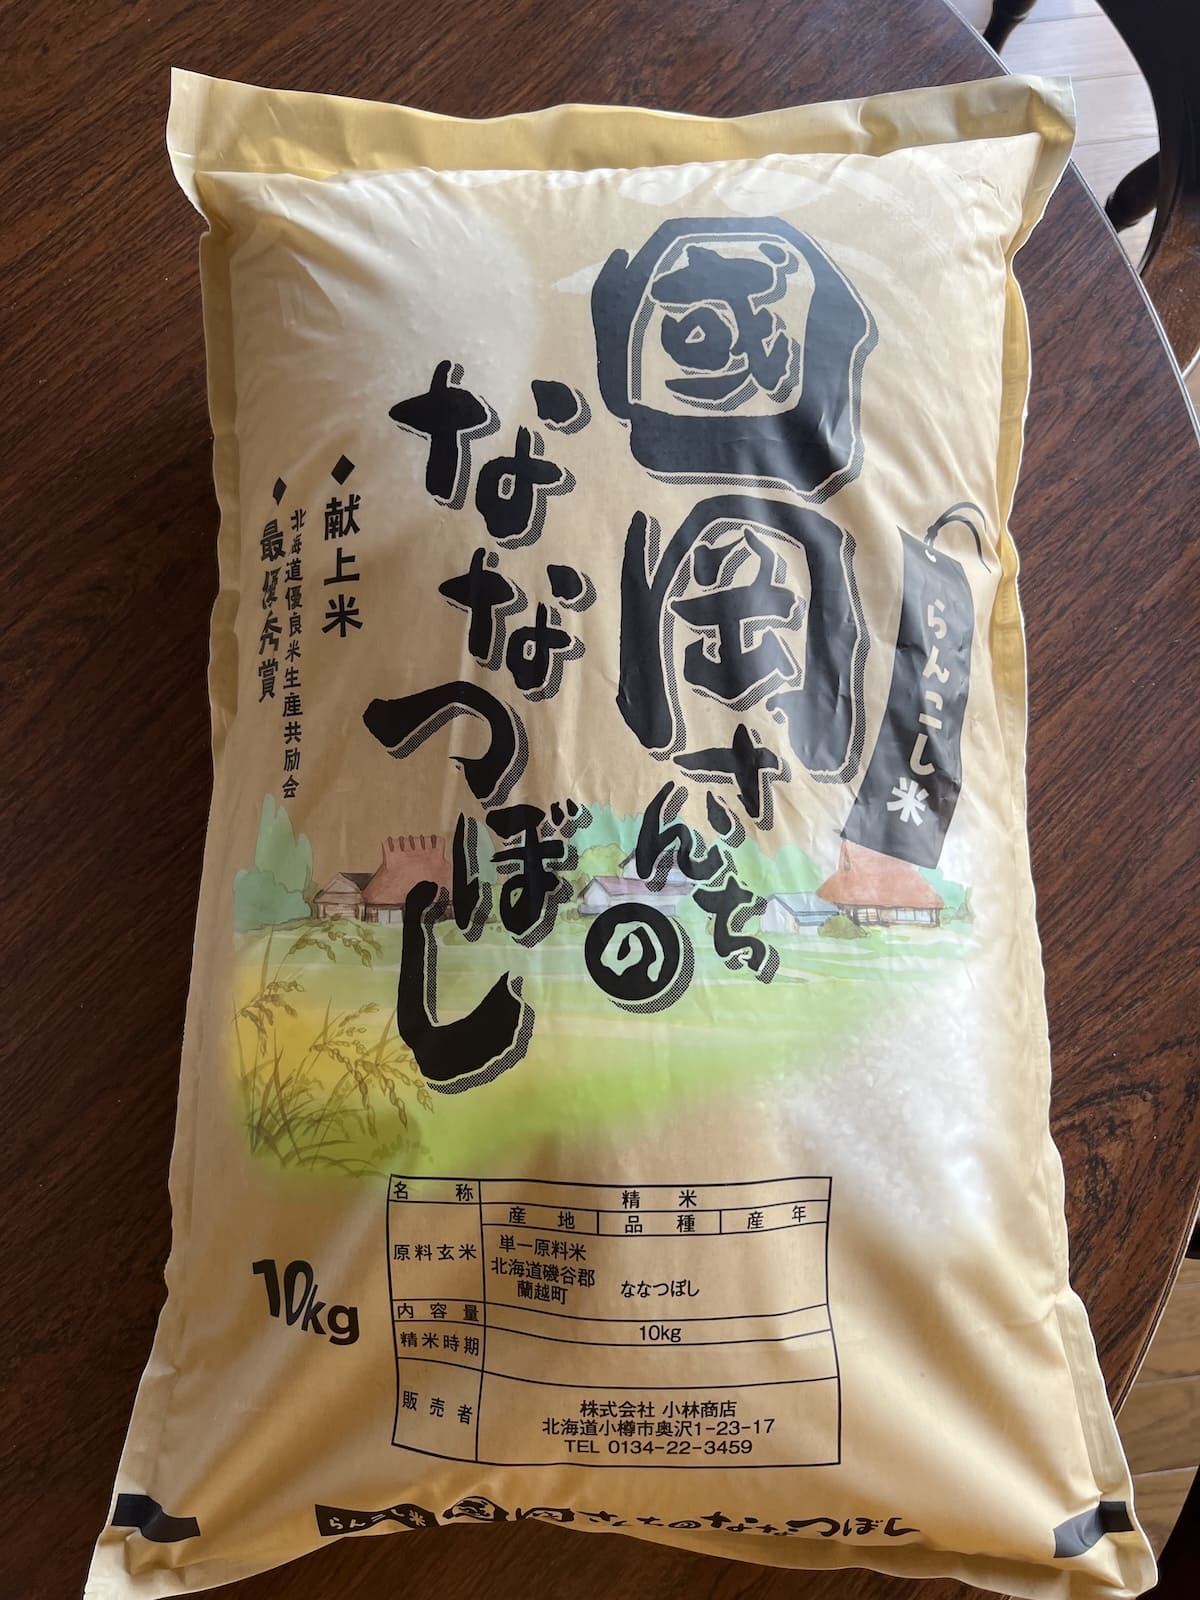 國岡さんちの
ななつぼし
らんこし米
◆献上米
北海道優良米生産共励会
◆最優秀賞
名称 精米
原料玄米 産地 品種 産年
単一原料米
北海道磯谷郡
蘭越町
ななつぼし
内容量 10kg
精米時期
販売者
株式会社 小林商店
北海道小樽市奥沢1-23-17
TEL 0134-22-3459
10kg
らんこし米 國岡さんちのななつぼし